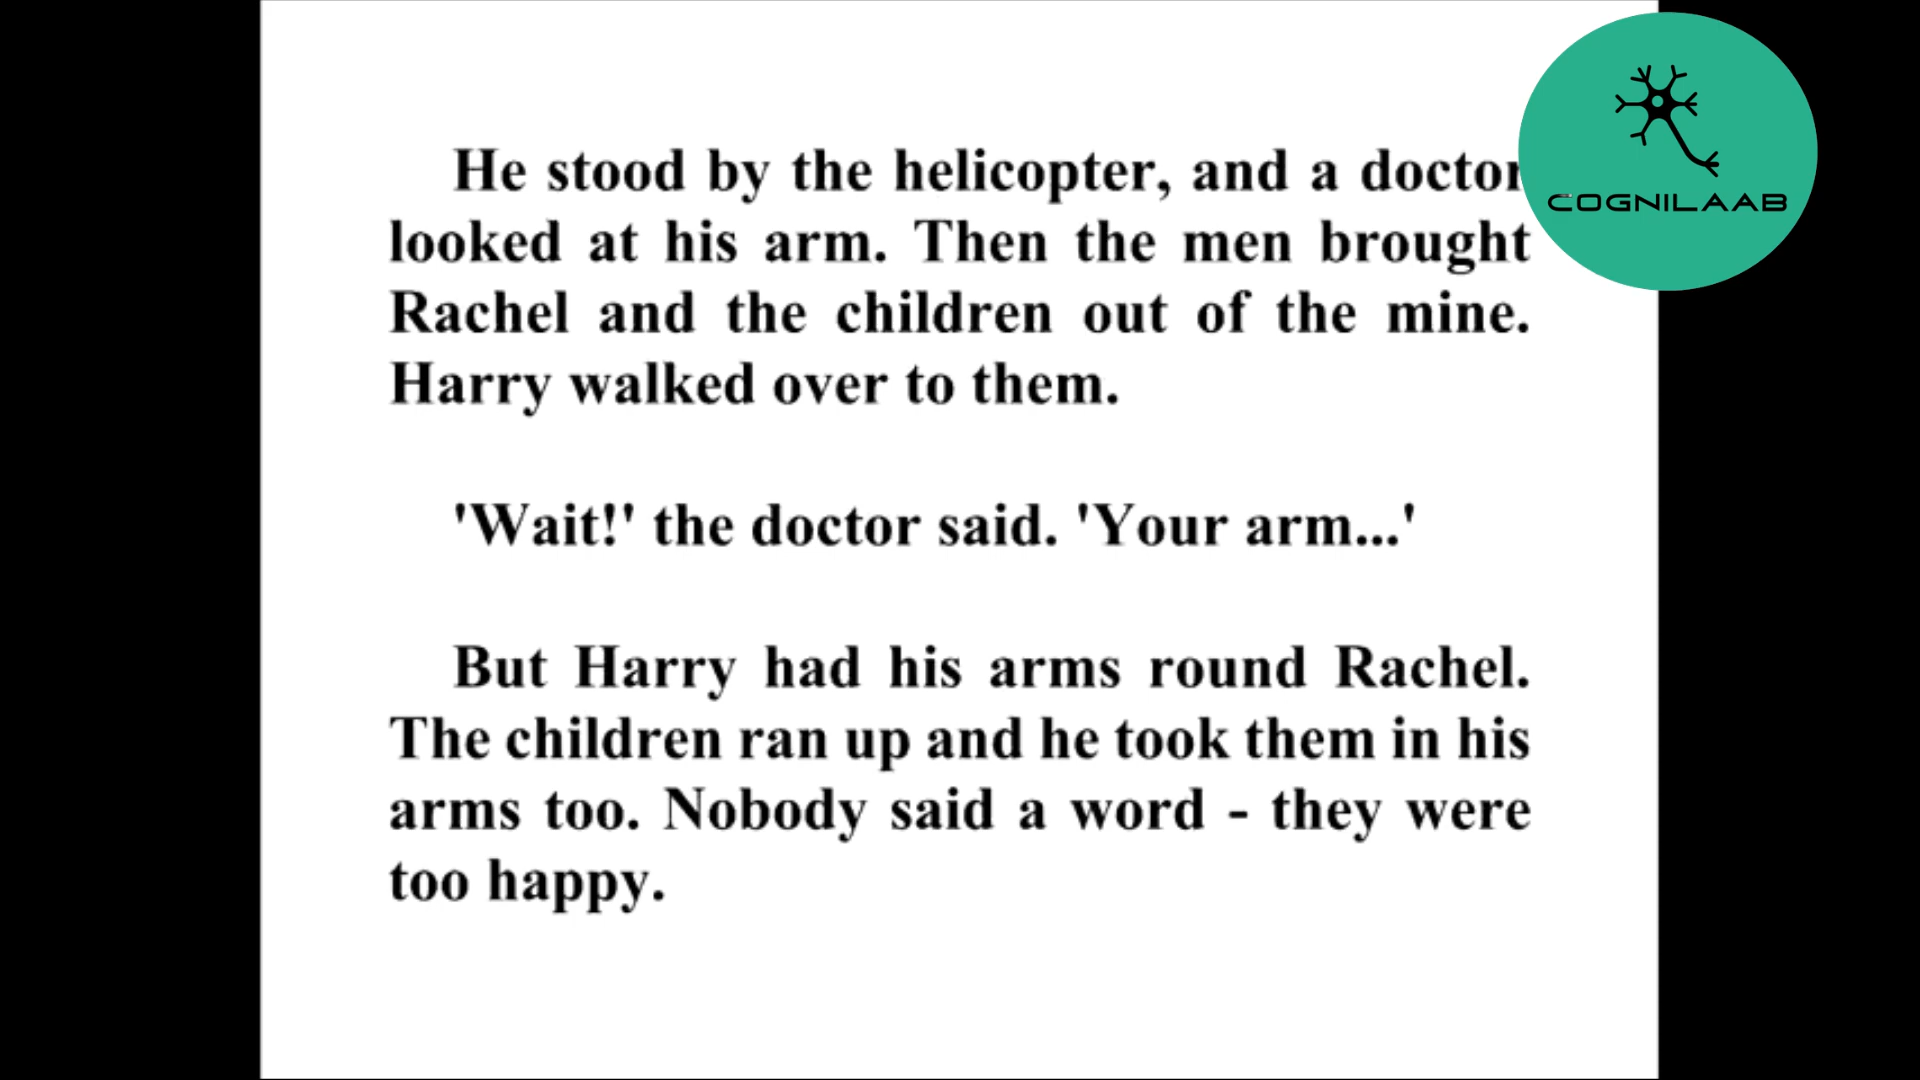 He stood by the helicopter, and a doctor
looked at his arm. Then the men brought
Rachel and the children out of the mine.
Harry walked over to them.
'Wait!' the doctor said. 'Your arm...'
But Harry had his arms round Rachel.
The children ran up and he took them in his
arms too. Nobody said a word - they were
too happy.
COGNILAAB